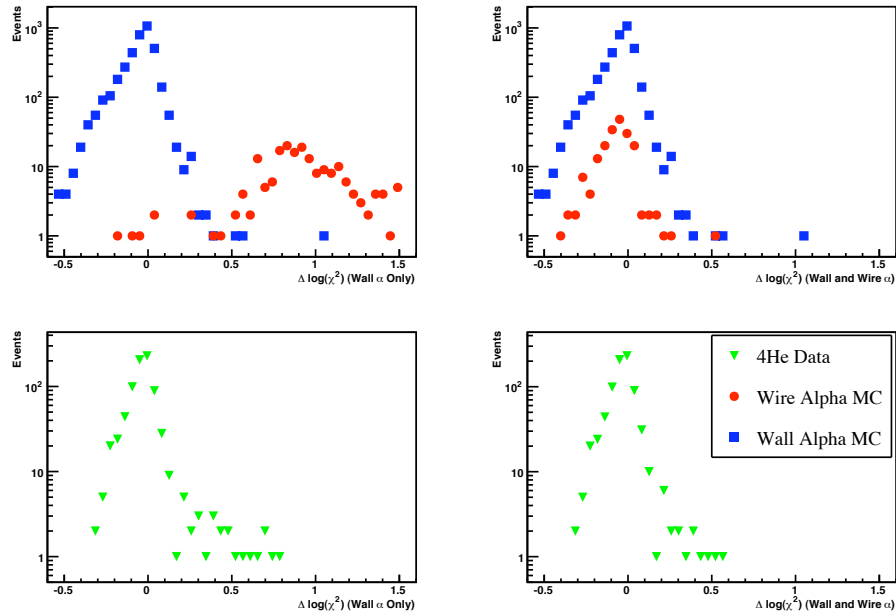 Events
10³
10²
10
1
-0.5 0 0.5 1 1.5
Δ log(χ²) (Wall α Only)
Events
10³
10²
10
1
-0.5 0 0.5 1 1.5
Δ log(χ²) (Wall and Wire α)
Events
10²
10
1
-0.5 0 0.5 1 1.5
Δ log(χ²) (Wall α Only)
Events
10²
10
1
-0.5 0 0.5 1 1.5
Δ log(χ²) (Wall and Wire α)
4He Data
Wire Alpha MC
Wall Alpha MC